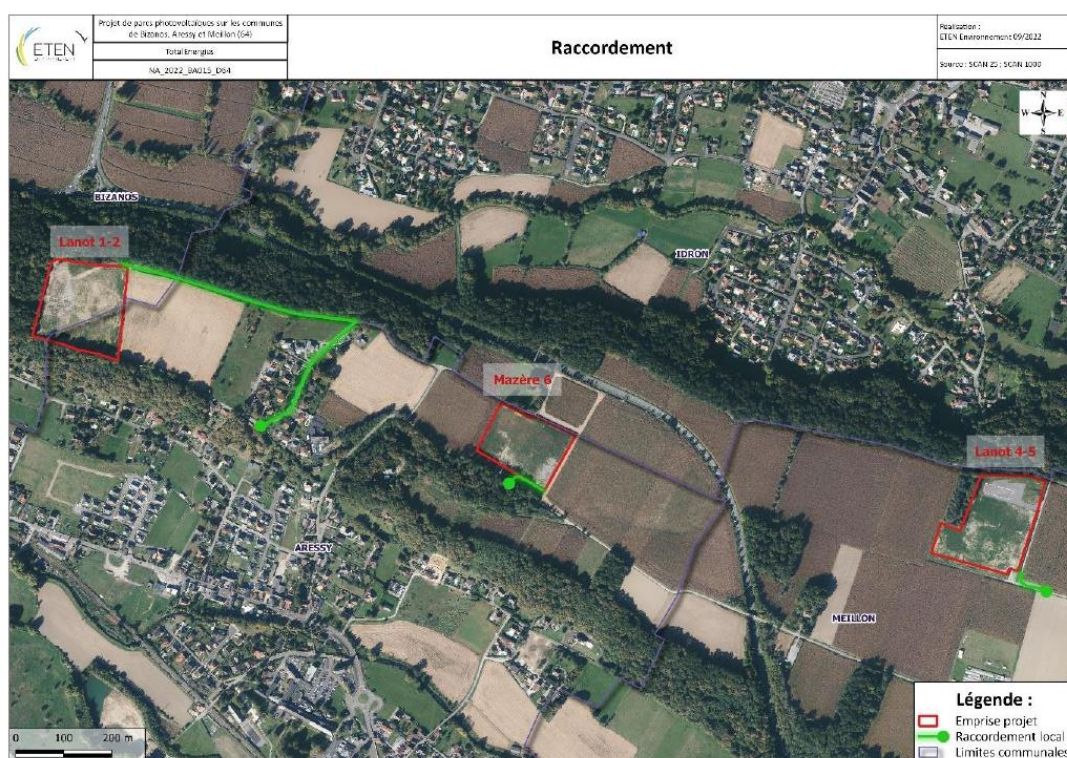 ETEN
Projet de parcs photovoltaïques sur les communes
de Bizanos, Aressy et Meillon (64)
Total Energies
NA_2022_BA015_D64
Raccordement
Réalisation :
ETEN Environnement 09/2022
Source : SCAN 25 ; SCAN 1000
N
W E
S
BIZANOS
Lanot 1-2
IDRON
Mazère 6
Lanot 4-5
ARESSY
MEILLON
Légende :
Emprise projet
Raccordement local
Limites communales
0 100 200 m